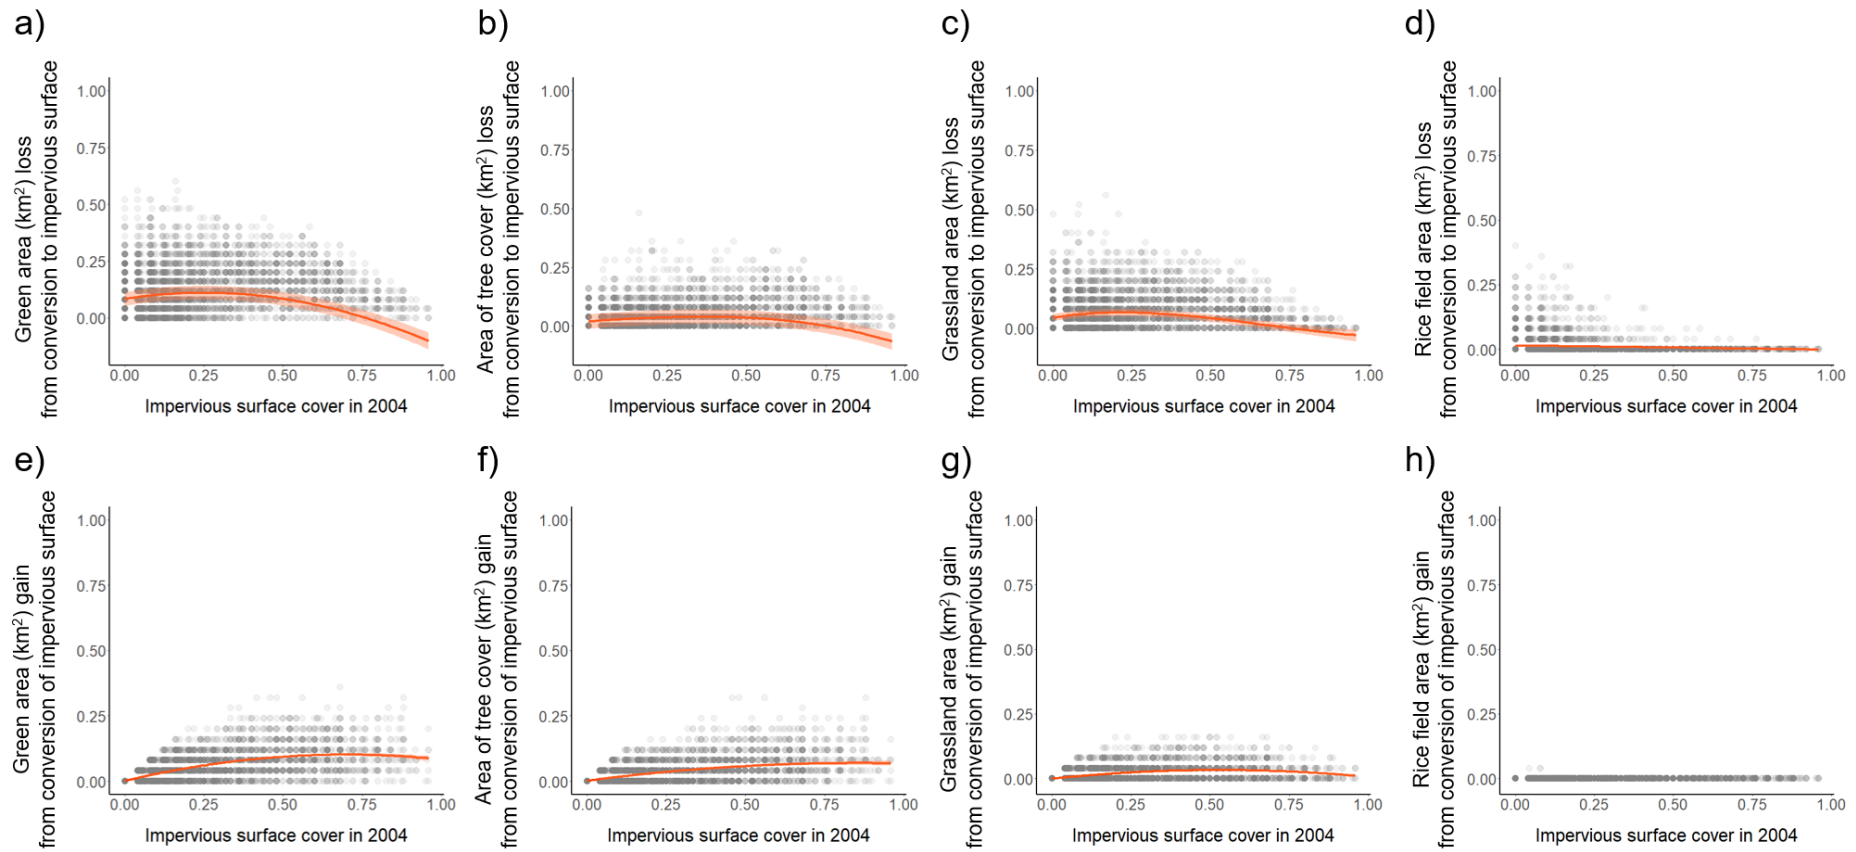 a)
Green area (km²) loss
from conversion to impervious surface
1.00
0.75
0.50
0.25
0.00
0.00 0.25 0.50 0.75 1.00
Impervious surface cover in 2004
b)
Area of tree cover (km²) loss
from conversion to impervious surface
1.00
0.75
0.50
0.25
0.00
0.00 0.25 0.50 0.75 1.00
Impervious surface cover in 2004
c)
Grassland area (km²) loss
from conversion to impervious surface
1.00
0.75
0.50
0.25
0.00
0.00 0.25 0.50 0.75 1.00
Impervious surface cover in 2004
d)
Rice field area (km²) loss
from conversion to impervious surface
1.00
0.75
0.50
0.25
0.00
0.00 0.25 0.50 0.75 1.00
Impervious surface cover in 2004
e)
Green area (km²) gain
from conversion of impervious surface
1.00
0.75
0.50
0.25
0.00
0.00 0.25 0.50 0.75 1.00
Impervious surface cover in 2004
f)
Area of tree cover (km²) gain
from conversion of impervious surface
1.00
0.75
0.50
0.25
0.00
0.00 0.25 0.50 0.75 1.00
Impervious surface cover in 2004
g)
Grassland area (km²) gain
from conversion of impervious surface
1.00
0.75
0.50
0.25
0.00
0.00 0.25 0.50 0.75 1.00
Impervious surface cover in 2004
h)
Rice field area (km²) gain
from conversion of impervious surface
1.00
0.75
0.50
0.25
0.00
0.00 0.25 0.50 0.75 1.00
Impervious surface cover in 2004